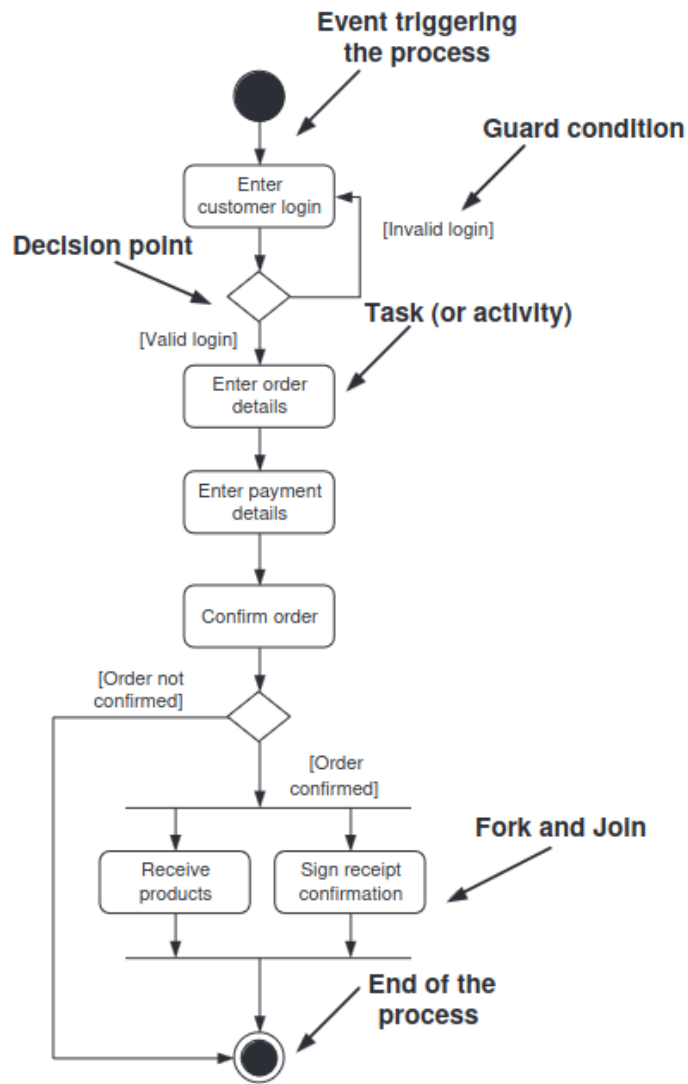 Event triggering
the process
Guard condition
Enter
customer login
[Invalid login]
Decision point
Task (or activity)
[Valid login]
Enter order
details
Enter payment
details
Confirm order
[Order not
confirmed]
[Order
confirmed]
Fork and Join
Receive
products
Sign receipt
confirmation
End of the
process